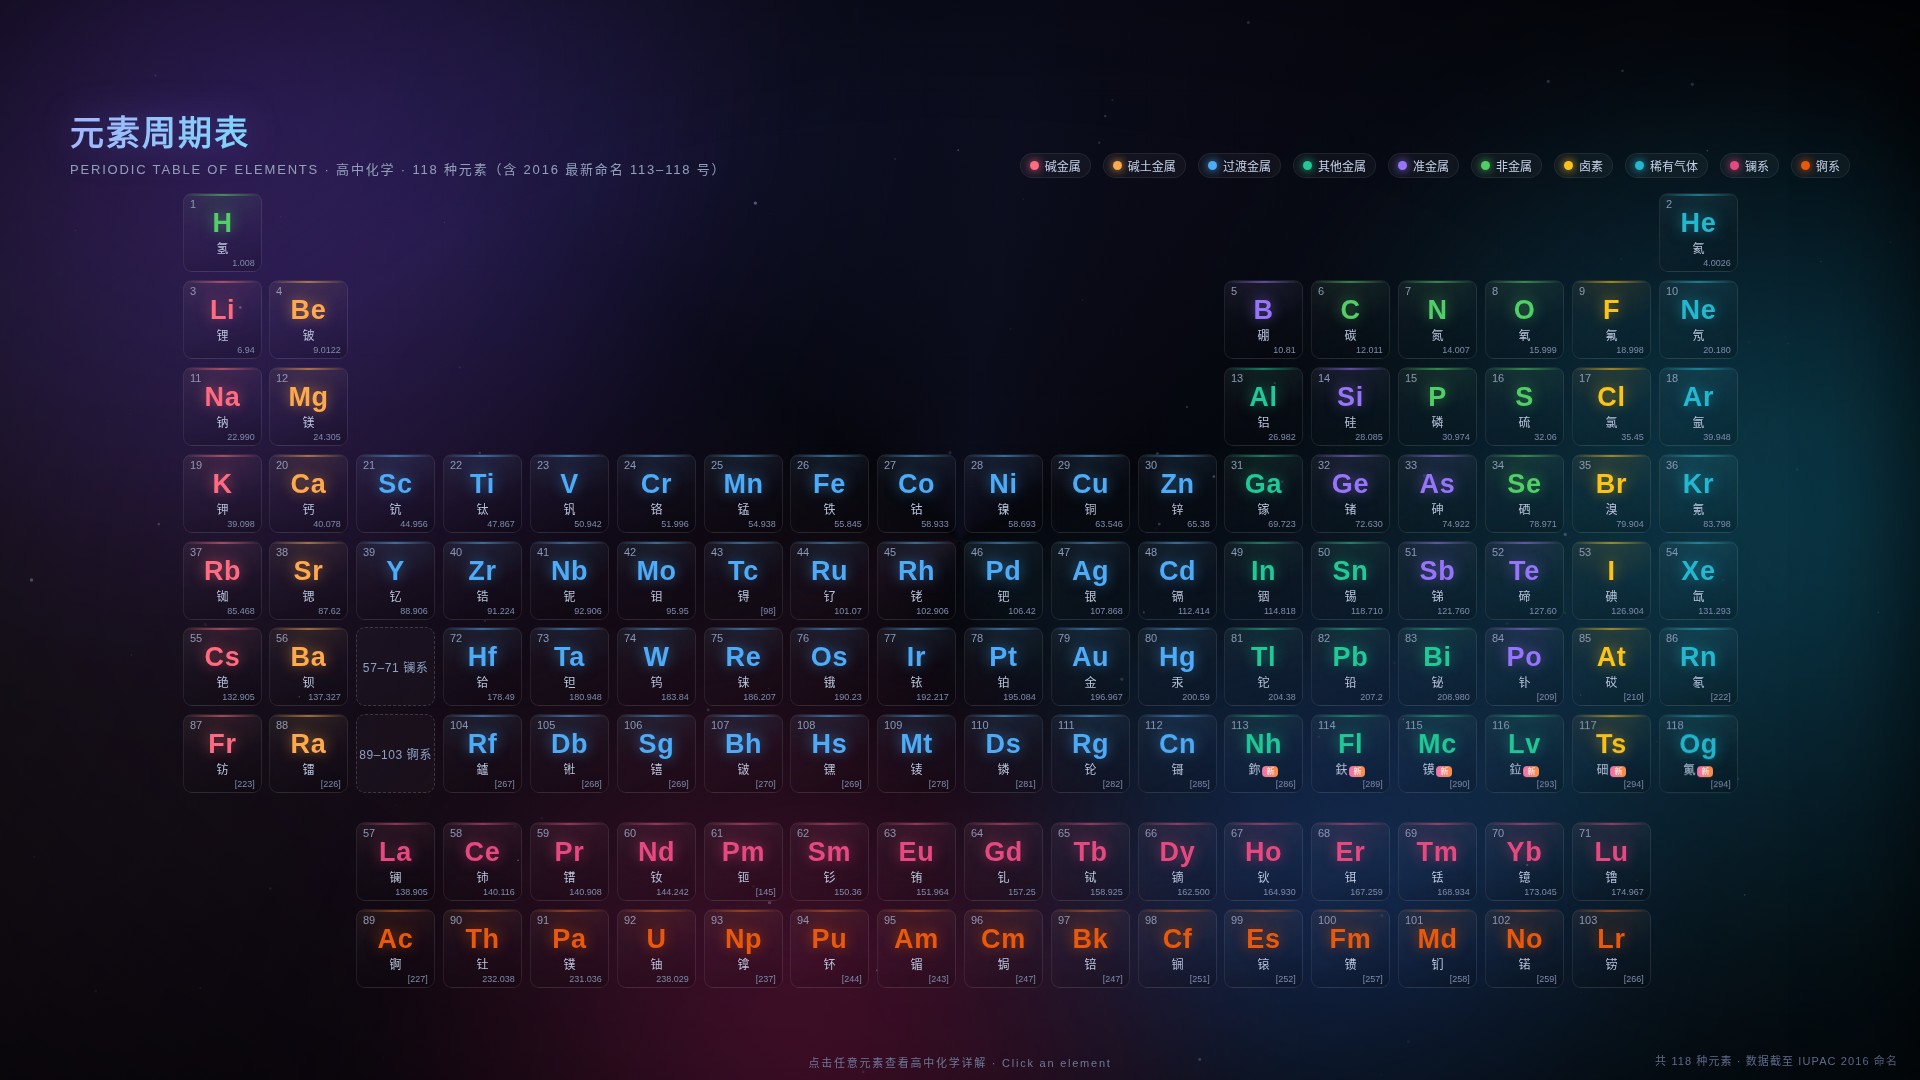 元素周期表
PERIODIC TABLE OF ELEMENTS · 高中化学 · 118 种元素（含 2016 最新命名 113–118 号）
碱金属 碱土金属 过渡金属 其他金属 准金属 非金属 卤素 稀有气体 镧系 锕系
1 H 氢 1.008
2 He 氦 4.0026
3 Li 锂 6.94
4 Be 铍 9.0122
5 B 硼 10.81
6 C 碳 12.011
7 N 氮 14.007
8 O 氧 15.999
9 F 氟 18.998
10 Ne 氖 20.180
11 Na 钠 22.990
12 Mg 镁 24.305
13 Al 铝 26.982
14 Si 硅 28.085
15 P 磷 30.974
16 S 硫 32.06
17 Cl 氯 35.45
18 Ar 氩 39.948
19 K 钾 39.098
20 Ca 钙 40.078
21 Sc 钪 44.956
22 Ti 钛 47.867
23 V 钒 50.942
24 Cr 铬 51.996
25 Mn 锰 54.938
26 Fe 铁 55.845
27 Co 钴 58.933
28 Ni 镍 58.693
29 Cu 铜 63.546
30 Zn 锌 65.38
31 Ga 镓 69.723
32 Ge 锗 72.630
33 As 砷 74.922
34 Se 硒 78.971
35 Br 溴 79.904
36 Kr 氪 83.798
37 Rb 铷 85.468
38 Sr 锶 87.62
39 Y 钇 88.906
40 Zr 锆 91.224
41 Nb 铌 92.906
42 Mo 钼 95.95
43 Tc 锝 [98]
44 Ru 钌 101.07
45 Rh 铑 102.906
46 Pd 钯 106.42
47 Ag 银 107.868
48 Cd 镉 112.414
49 In 铟 114.818
50 Sn 锡 118.710
51 Sb 锑 121.760
52 Te 碲 127.60
53 I 碘 126.904
54 Xe 氙 131.293
55 Cs 铯 132.905
56 Ba 钡 137.327
57–71 镧系
72 Hf 铪 178.49
73 Ta 钽 180.948
74 W 钨 183.84
75 Re 铼 186.207
76 Os 锇 190.23
77 Ir 铱 192.217
78 Pt 铂 195.084
79 Au 金 196.967
80 Hg 汞 200.59
81 Tl 铊 204.38
82 Pb 铅 207.2
83 Bi 铋 208.980
84 Po 钋 [209]
85 At 砹 [210]
86 Rn 氡 [222]
87 Fr 钫 [223]
88 Ra 镭 [226]
89–103 锕系
104 Rf [267]
105 Db [268]
106 Sg [269]
107 Bh [270]
108 Hs [269]
109 Mt [278]
110 Ds [281]
111 Rg [282]
112 Cn [285]
113 Nh 新 [286]
114 Fl 新 [289]
115 Mc 新 [290]
116 Lv 新 [293]
117 Ts 新 [294]
118 Og 新 [294]
57 La 镧 138.905
58 Ce 铈 140.116
59 Pr 镨 140.908
60 Nd 钕 144.242
61 Pm 钷 [145]
62 Sm 钐 150.36
63 Eu 铕 151.964
64 Gd 钆 157.25
65 Tb 铽 158.925
66 Dy 镝 162.500
67 Ho 钬 164.930
68 Er 铒 167.259
69 Tm 铥 168.934
70 Yb 镱 173.045
71 Lu 镥 174.967
89 Ac 锕 [227]
90 Th 钍 232.038
91 Pa 镤 231.036
92 U 铀 238.029
93 Np 镎 [237]
94 Pu 钚 [244]
95 Am 镅 [243]
96 Cm 锔 [247]
97 Bk 锫 [247]
98 Cf 锎 [251]
99 Es 锿 [252]
100 Fm 镄 [257]
101 Md 钔 [258]
102 No 锘 [259]
103 Lr 铹 [266]
点击任意元素查看高中化学详解 · Click an element
共 118 种元素 · 数据截至 IUPAC 2016 命名